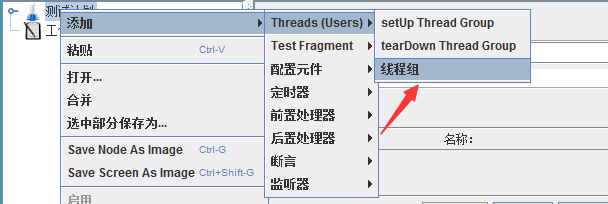 测试计划
工
添加
粘贴 Ctrl-V
打开...
合并
选中部分保存为...
Save Node As Image Ctrl-G
Save Screen As Image Ctrl+Shift-G
启用
Threads (Users)
Test Fragment
配置元件
定时器
前置处理器
后置处理器
断言
监听器
setUp Thread Group
tearDown Thread Group
线程组
名称: